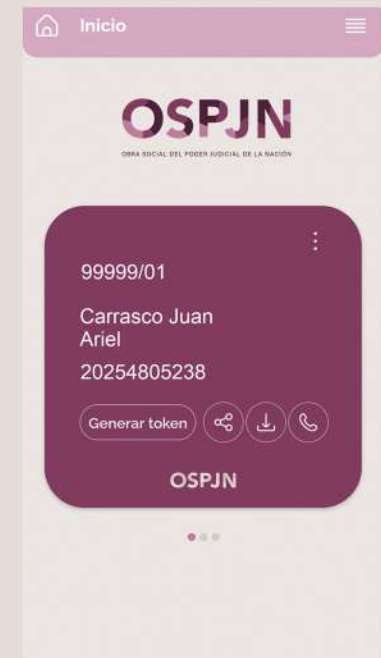 Inicio
OSPJN
OBRA SOCIAL DEL PODER JUDICIAL DE LA NACIÓN
99999/01
Carrasco Juan
Ariel
20254805238
Generar token
OSPJN